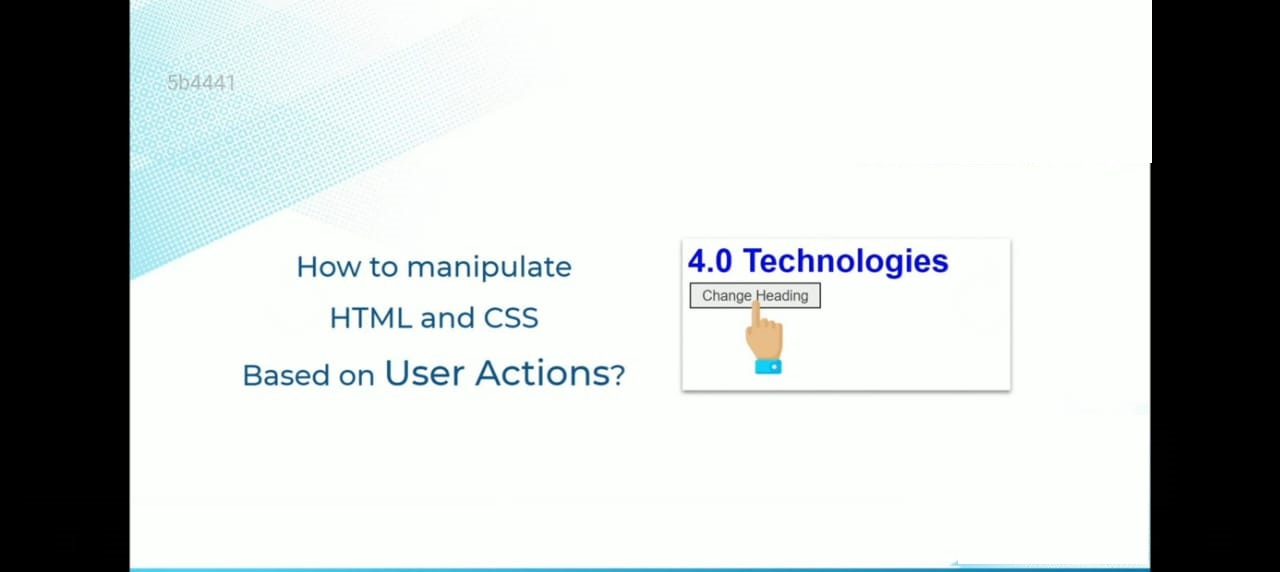 5b4441
How to manipulate
HTML and CSS
Based on User Actions?
4.0 Technologies
Change Heading